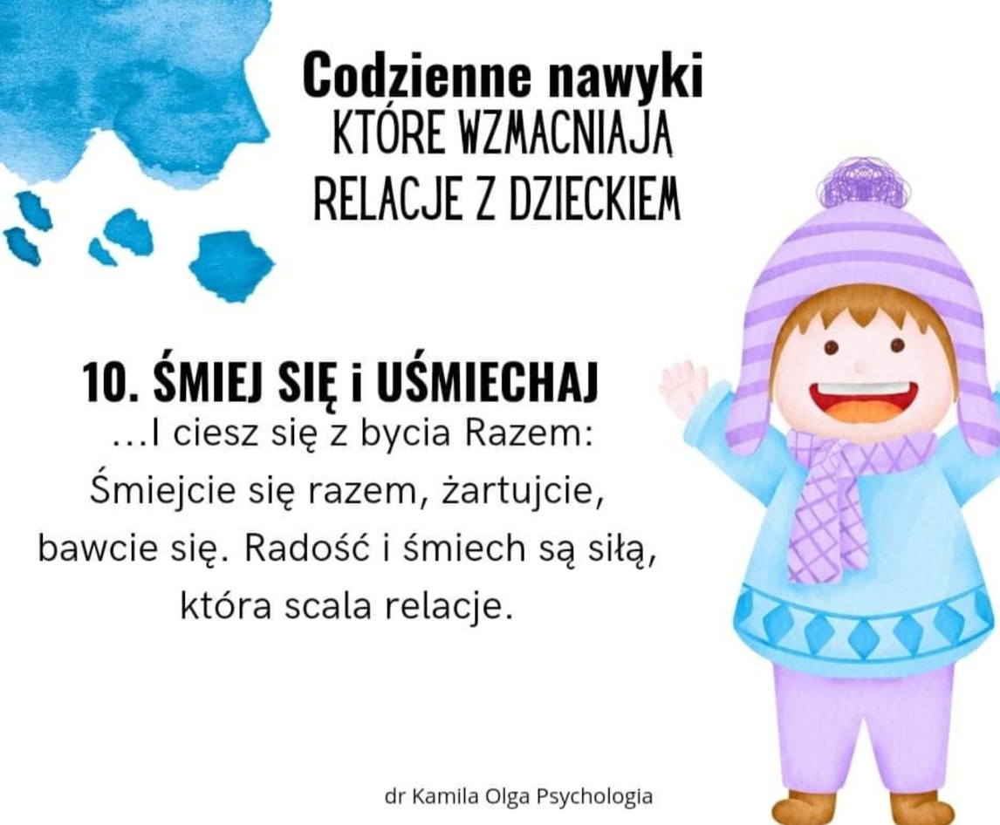 Codzienne nawyki
KTÓRE WZMACNIAJĄ
RELACJE Z DZIECKIEM
10. ŚMIEJ SIĘ i UŚMIECHAJ
...I ciesz się z bycia Razem:
Śmiejcie się razem, żartujcie,
bawcie się. Radość i śmiech są siłą,
która scala relacje.
dr Kamila Olga Psychologia